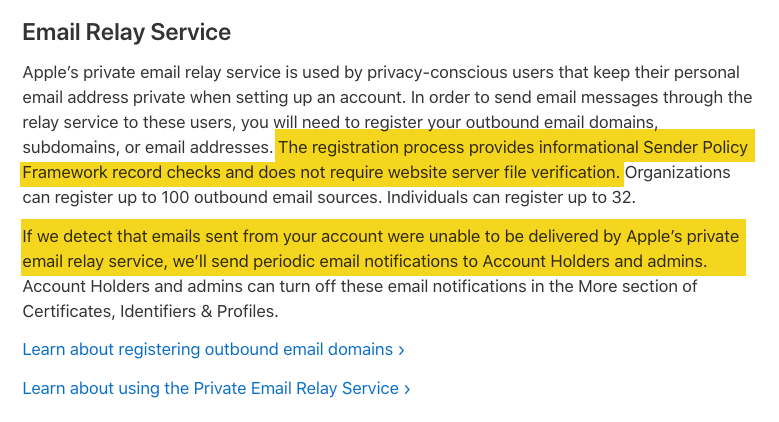 Email Relay Service
Apple’s private email relay service is used by privacy-conscious users that keep their personal
email address private when setting up an account. In order to send email messages through the
relay service to these users, you will need to register your outbound email domains,
subdomains, or email addresses. The registration process provides informational Sender Policy
Framework record checks and does not require website server file verification. Organizations
can register up to 100 outbound email sources. Individuals can register up to 32.
If we detect that emails sent from your account were unable to be delivered by Apple’s private
email relay service, we’ll send periodic email notifications to Account Holders and admins.
Account Holders and admins can turn off these email notifications in the More section of
Certificates, Identifiers & Profiles.
Learn about registering outbound email domains ›
Learn about using the Private Email Relay Service ›